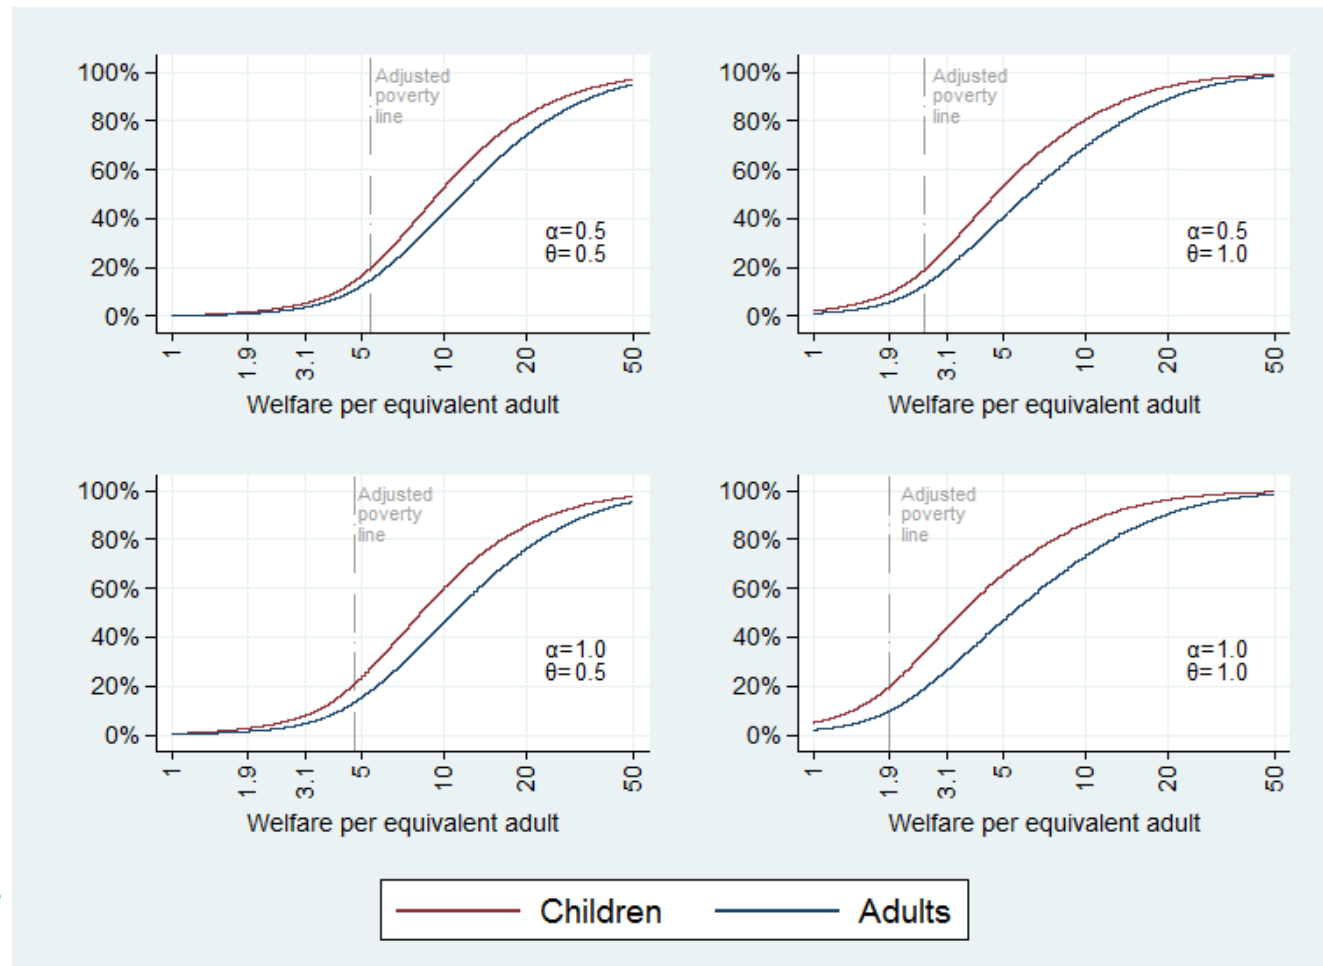 100%
80%
60%
40%
20%
0%
Adjusted
poverty
line
α=0.5
θ=0.5
1
1.9
3.1
5
10
20
50
Welfare per equivalent adult
100%
80%
60%
40%
20%
0%
Adjusted
poverty
line
α=0.5
θ=1.0
1
1.9
3.1
5
10
20
50
Welfare per equivalent adult
100%
80%
60%
40%
20%
0%
Adjusted
poverty
line
α=1.0
θ=0.5
1
1.9
3.1
5
10
20
50
Welfare per equivalent adult
100%
80%
60%
40%
20%
0%
Adjusted
poverty
line
α=1.0
θ=1.0
1
1.9
3.1
5
10
20
50
Welfare per equivalent adult
Children
Adults